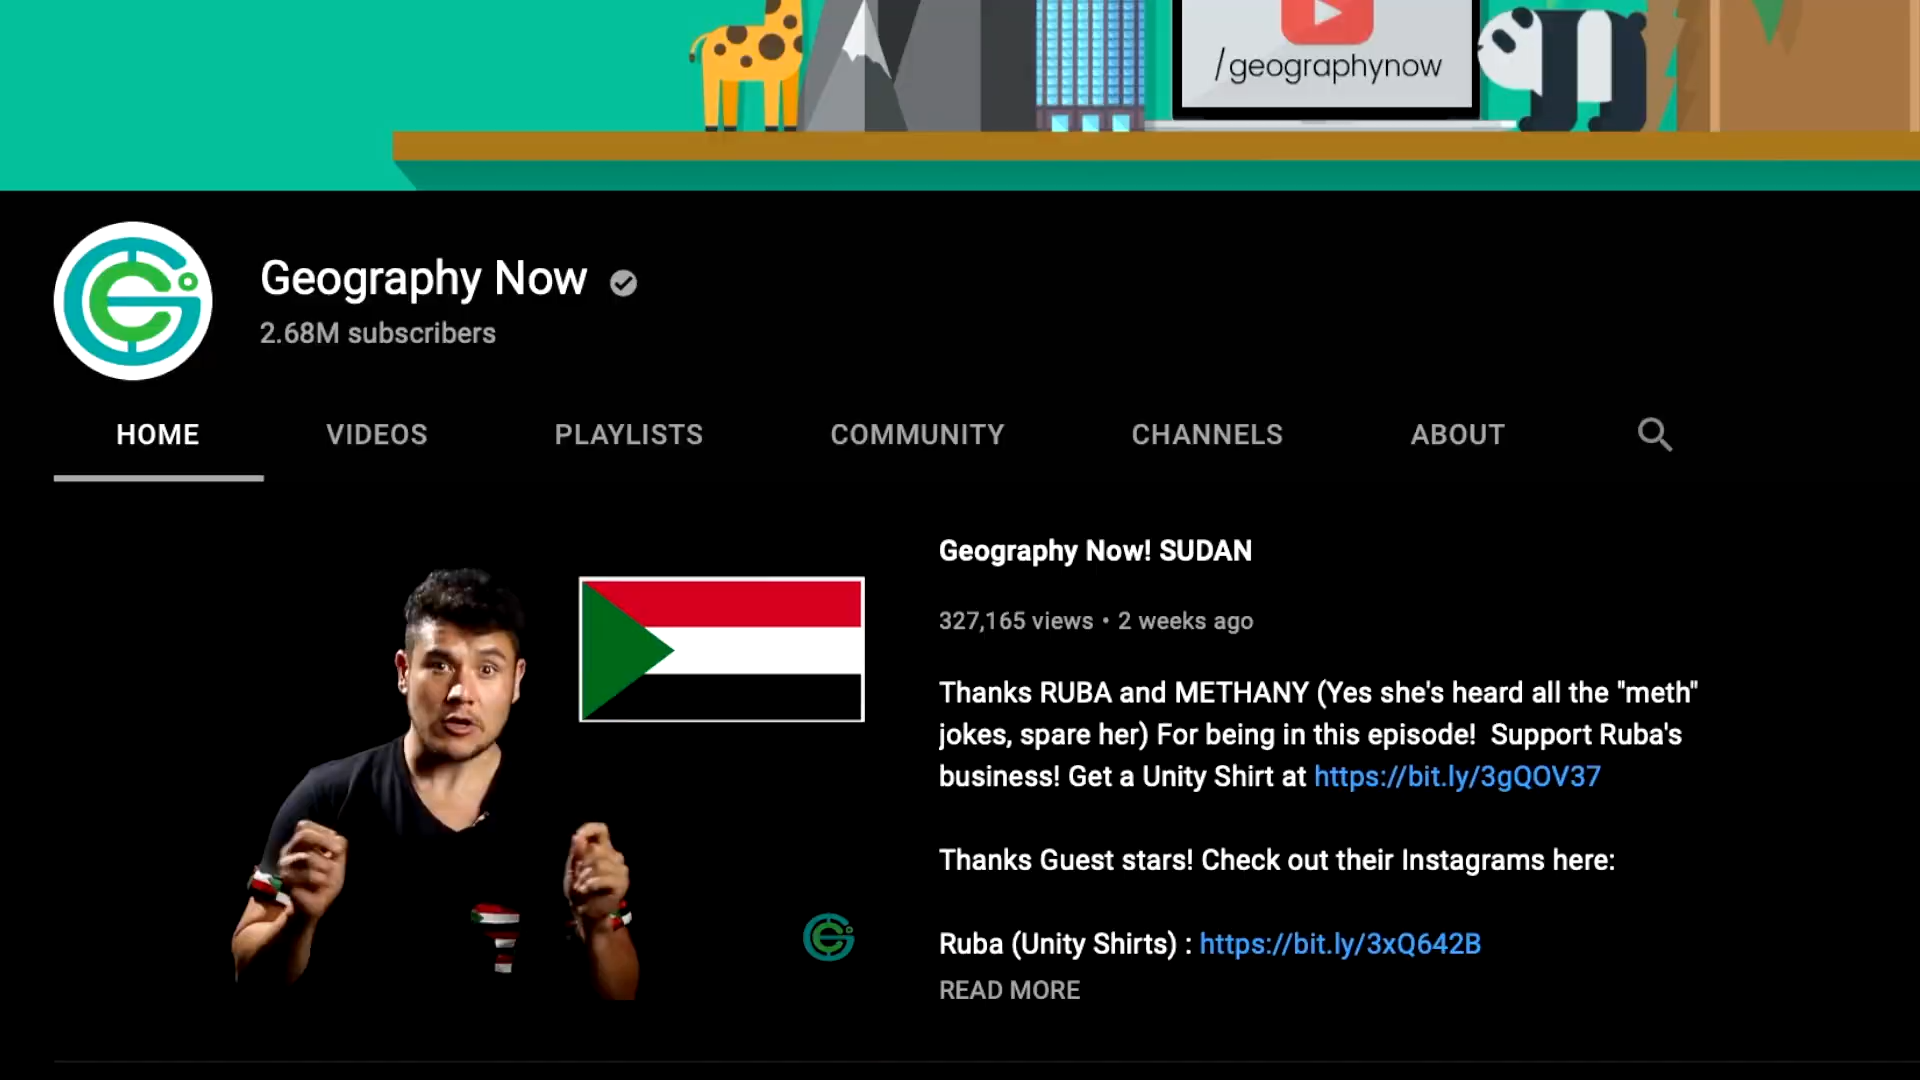 /geographynow
Geography Now
2.68M subscribers
HOME
VIDEOS
PLAYLISTS
COMMUNITY
CHANNELS
ABOUT
Geography Now! SUDAN
327,165 views • 2 weeks ago
Thanks RUBA and METHANY (Yes she's heard all the "meth"
jokes, spare her) For being in this episode!  Support Ruba's
business! Get a Unity Shirt at https://bit.ly/3gQOV37
Thanks Guest stars! Check out their Instagrams here:
Ruba (Unity Shirts) : https://bit.ly/3xQ642B
READ MORE